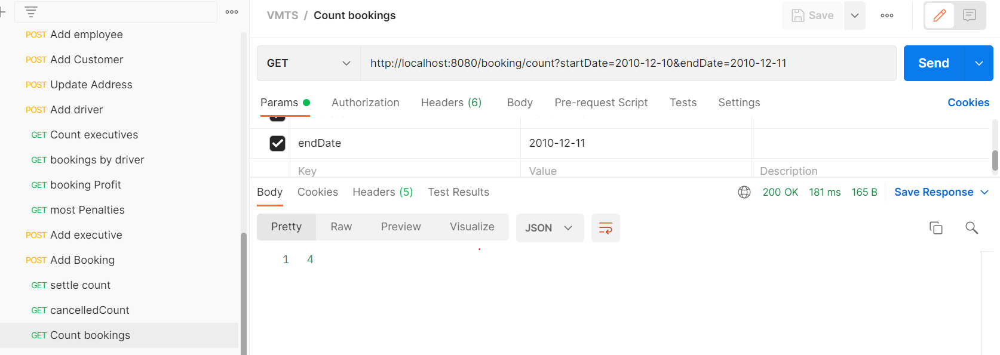 VMTS / Count bookings
Save
POST Add employee
POST Add Customer
POST Update Address
POST Add driver
GET Count executives
GET bookings by driver
GET booking Profit
GET most Penalties
POST Add executive
POST Add Booking
GET settle count
GET cancelledCount
GET Count bookings
GET http://localhost:8080/booking/count?startDate=2010-12-10&endDate=2010-12-11 Send
Params Authorization Headers (6) Body Pre-request Script Tests Settings Cookies
endDate 2010-12-11
Key Value Description
Body Cookies Headers (5) Test Results 200 OK 181 ms 165 B Save Response
Pretty Raw Preview Visualize JSON
1 4